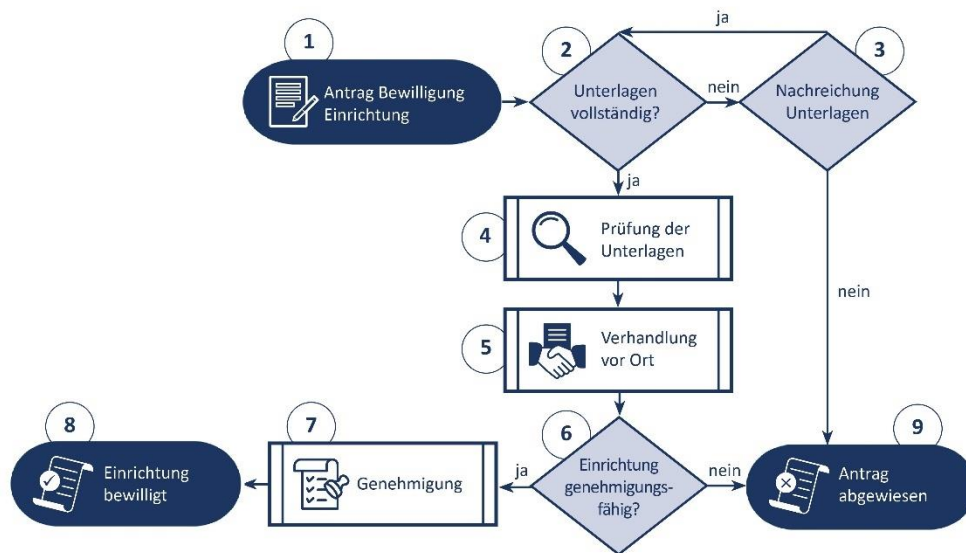 1
Antrag Bewilligung
Einrichtung
2
Unterlagen
vollständig?
ja
nein
3
Nachreichung
Unterlagen
ja
4
Prüfung der
Unterlagen
nein
5
Verhandlung
vor Ort
6
Einrichtung
genehmigungs-
fähig?
ja
nein
7
Genehmigung
8
Einrichtung
bewilligt
9
Antrag
abgewiesen